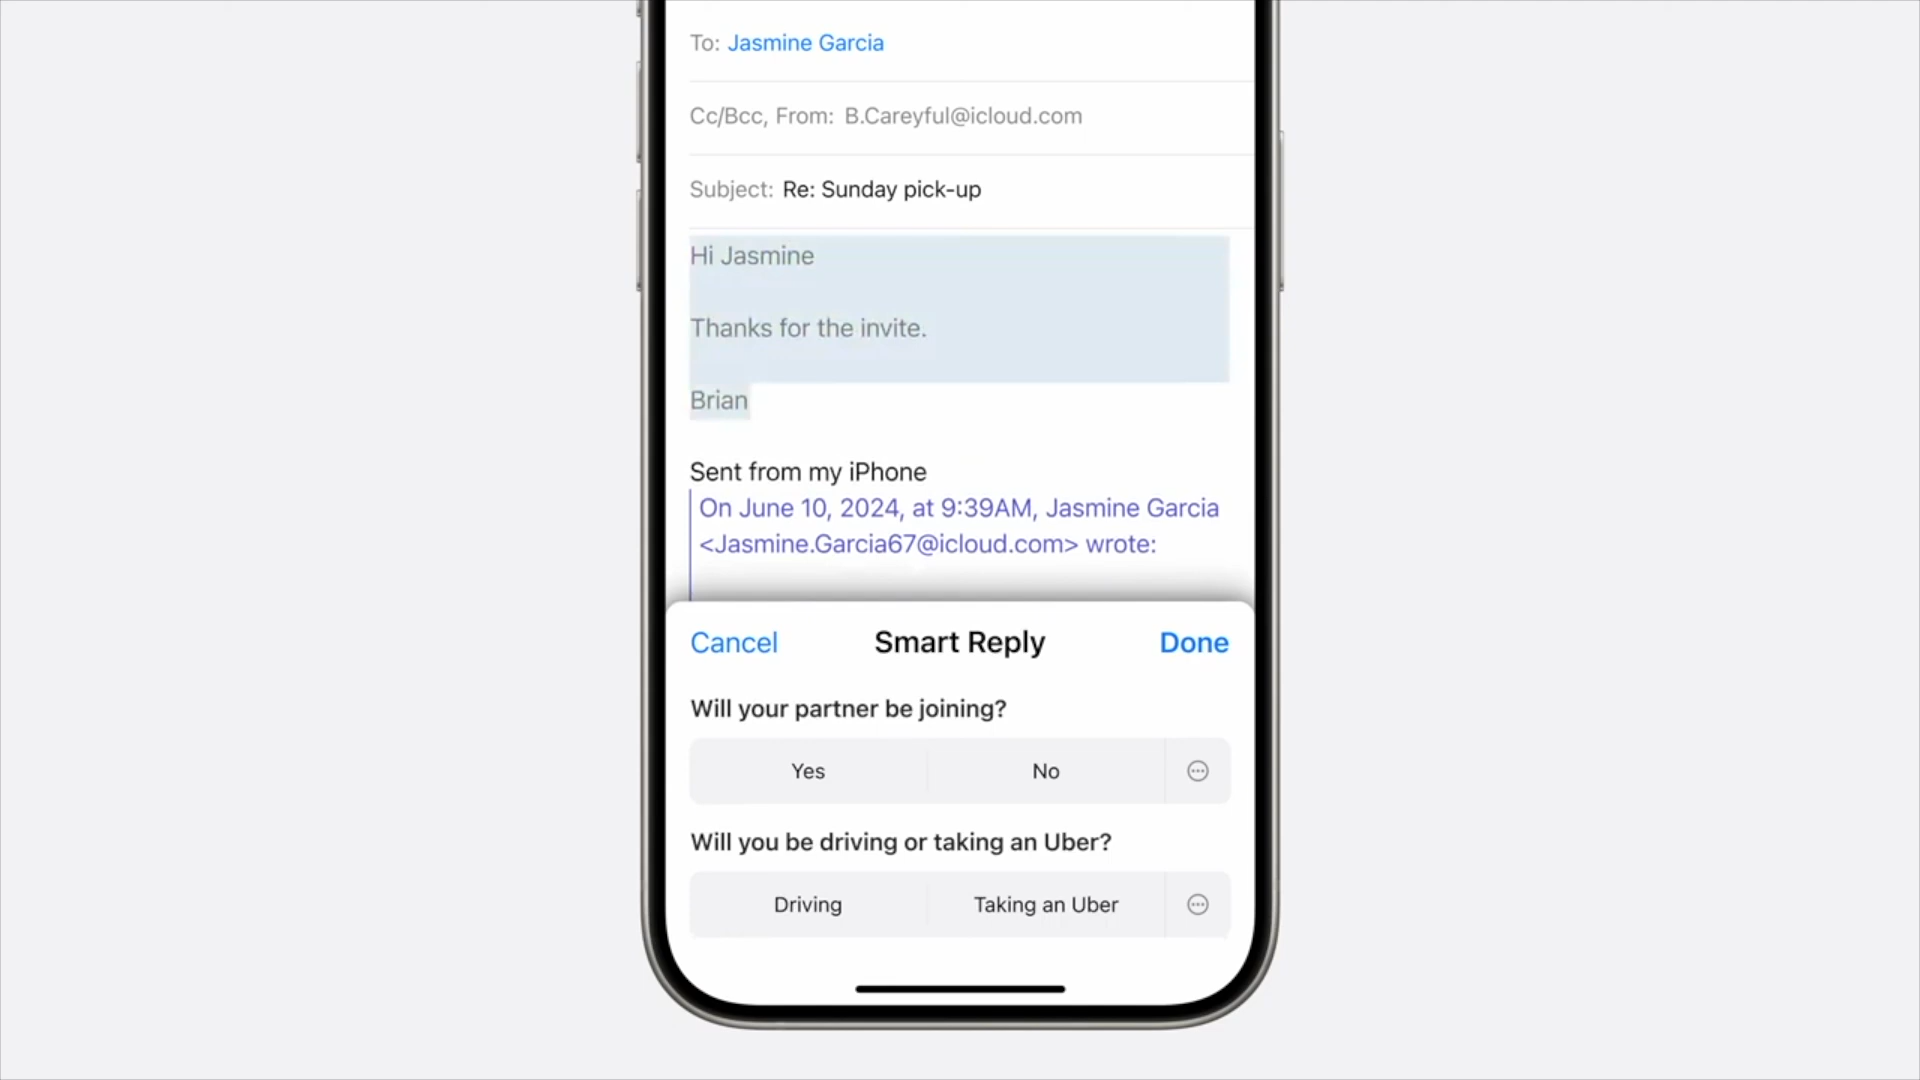 To: Jasmine Garcia
Cc/Bcc, From: B.Careyful@icloud.com
Subject: Re: Sunday pick-up
Hi Jasmine
Thanks for the invite.
Brian
Sent from my iPhone
On June 10, 2024, at 9:39AM, Jasmine Garcia
<Jasmine.Garcia67@icloud.com> wrote:
Cancel Smart Reply Done
Will your partner be joining?
Yes No
Will you be driving or taking an Uber?
Driving Taking an Uber